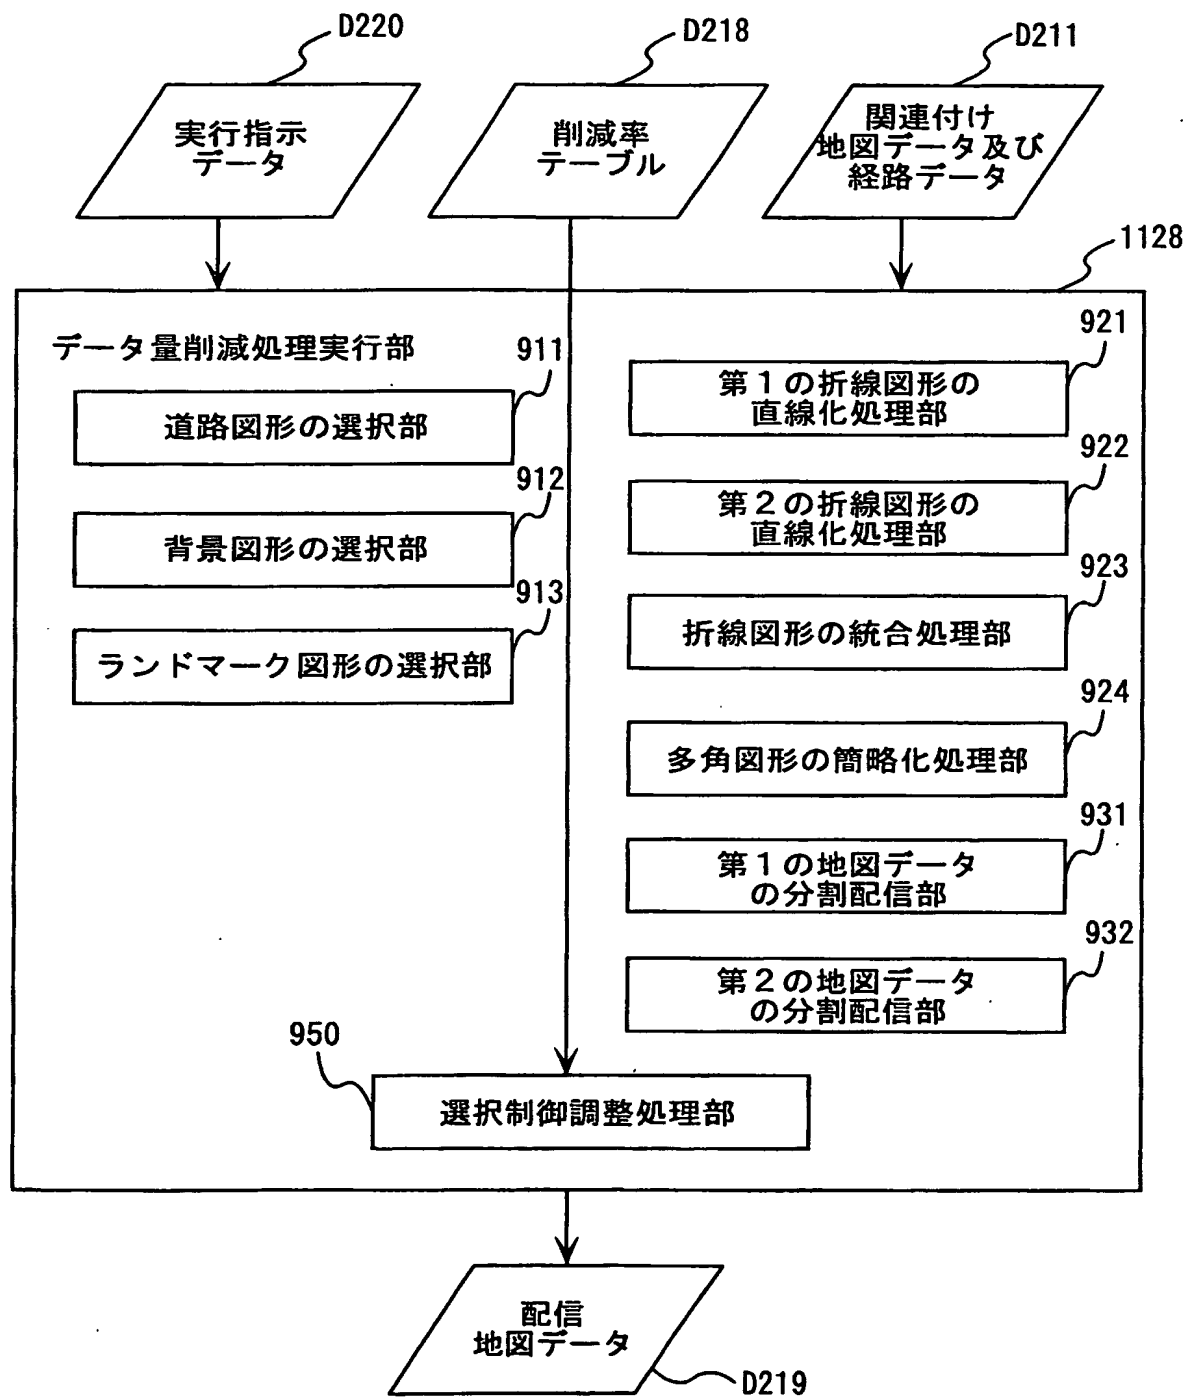 D220
D218
D211
実行指示
データ
削減率
テーブル
関連付け
地図データ及び
経路データ
1128
データ量削減処理実行部
911
道路図形の選択部
912
背景図形の選択部
913
ランドマーク図形の選択部
921
第1の折線図形の
直線化処理部
922
第2の折線図形の
直線化処理部
923
折線図形の統合処理部
924
多角図形の簡略化処理部
931
第1の地図データ
の分割配信部
932
第2の地図データ
の分割配信部
950
選択制御調整処理部
配信
地図データ
D219